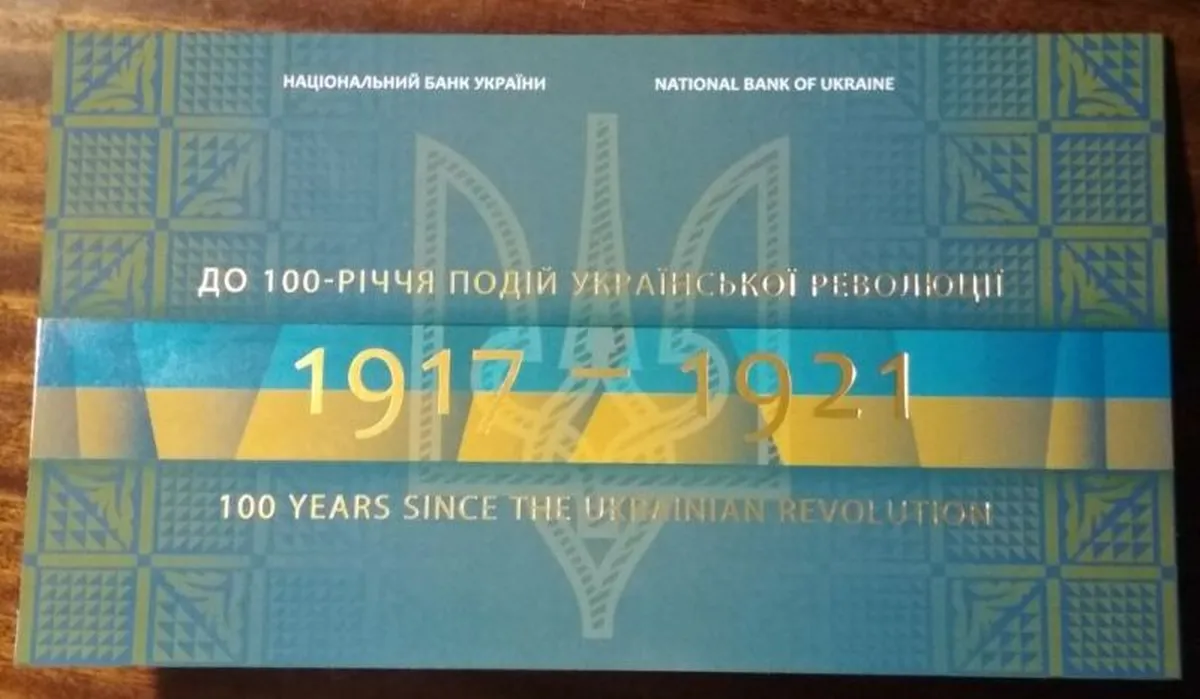 НАЦІОНАЛЬНИЙ БАНК УКРАЇНИ NATIONAL BANK OF UKRAINE
ДО 100-РІЧЧЯ ПОДІЙ УКРАЇНСЬКОЇ РЕВОЛЮЦІЇ
1917 – 1921
100 YEARS SINCE THE UKRAINIAN REVOLUTION